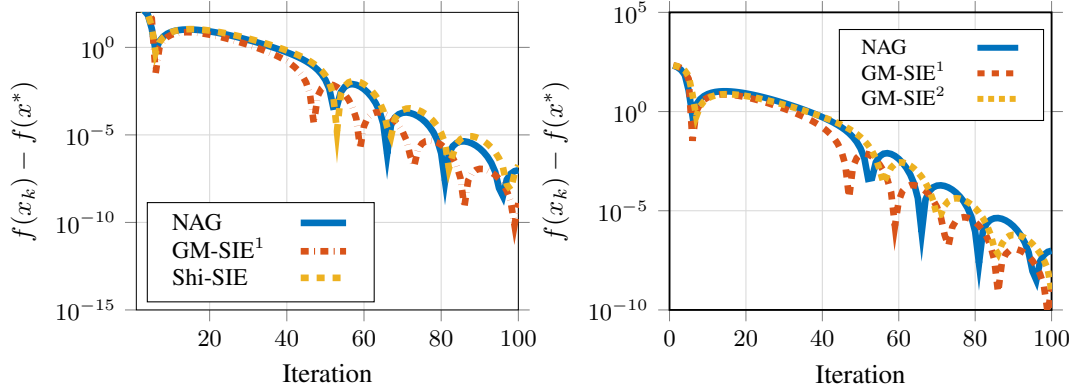 f(x_k) − f(x^*)
10^0
10^{−5}
10^{−10}
10^{−15}
20
40
60
80
100
Iteration
NAG
GM-SIE^1
Shi-SIE
f(x_k) − f(x^*)
10^5
10^0
10^{−5}
10^{−10}
0
20
40
60
80
100
Iteration
NAG
GM-SIE^1
GM-SIE^2